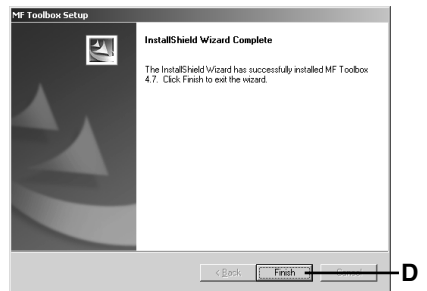 MF Toolbox Setup
InstallShield Wizard Complete
The InstallShield Wizard has successfully installed MF Toolbox
4.7. Click Finish to exit the wizard.
< Back Finish Cancel
D